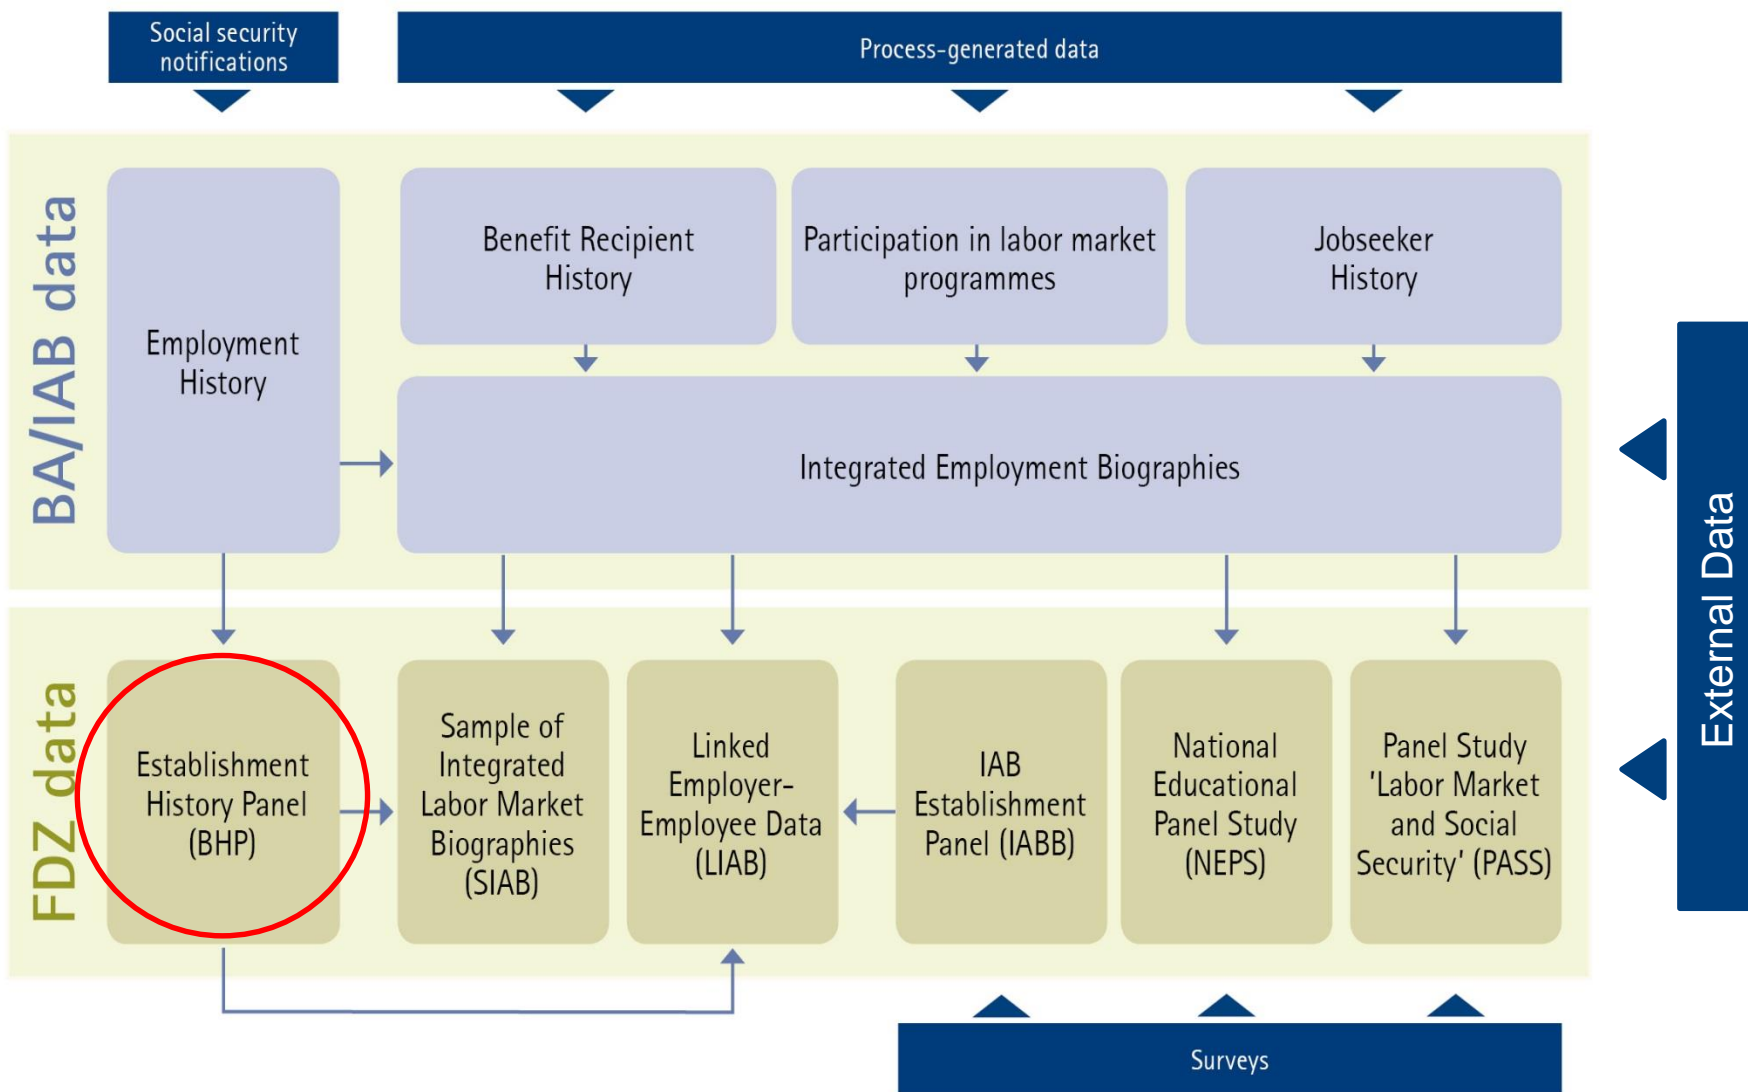 Social security
notifications
Process-generated data
BA/IAB data
Employment
History
Benefit Recipient
History
Participation in labor market
programmes
Jobseeker
History
Integrated Employment Biographies
External Data
FDZ data
Establishment
History Panel
(BHP)
Sample of
Integrated
Labor Market
Biographies
(SIAB)
Linked
Employer-
Employee Data
(LIAB)
IAB
Establishment
Panel (IABB)
National
Educational
Panel Study
(NEPS)
Panel Study
'Labor Market
and Social
Security' (PASS)
Surveys